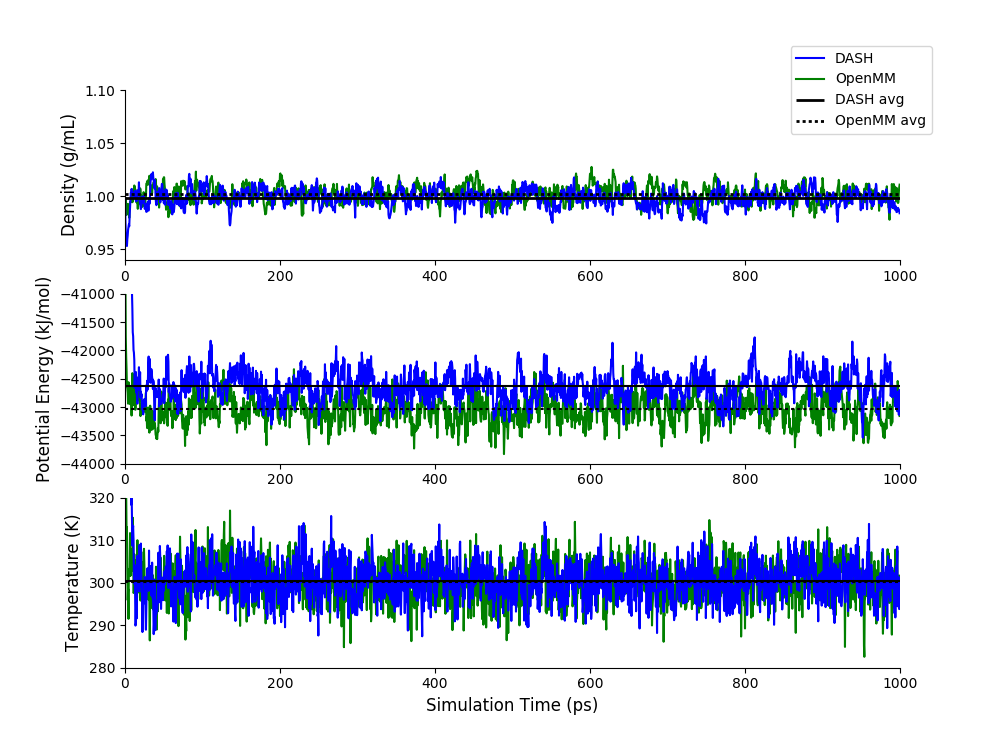 DASH
OpenMM
DASH avg
OpenMM avg
Density (g/mL)
1.10
1.05
1.00
0.95
0 200 400 600 800 1000
Potential Energy (kJ/mol)
−41000
−41500
−42000
−42500
−43000
−43500
−44000
0 200 400 600 800 1000
Temperature (K)
320
310
300
290
280
0 200 400 600 800 1000
Simulation Time (ps)